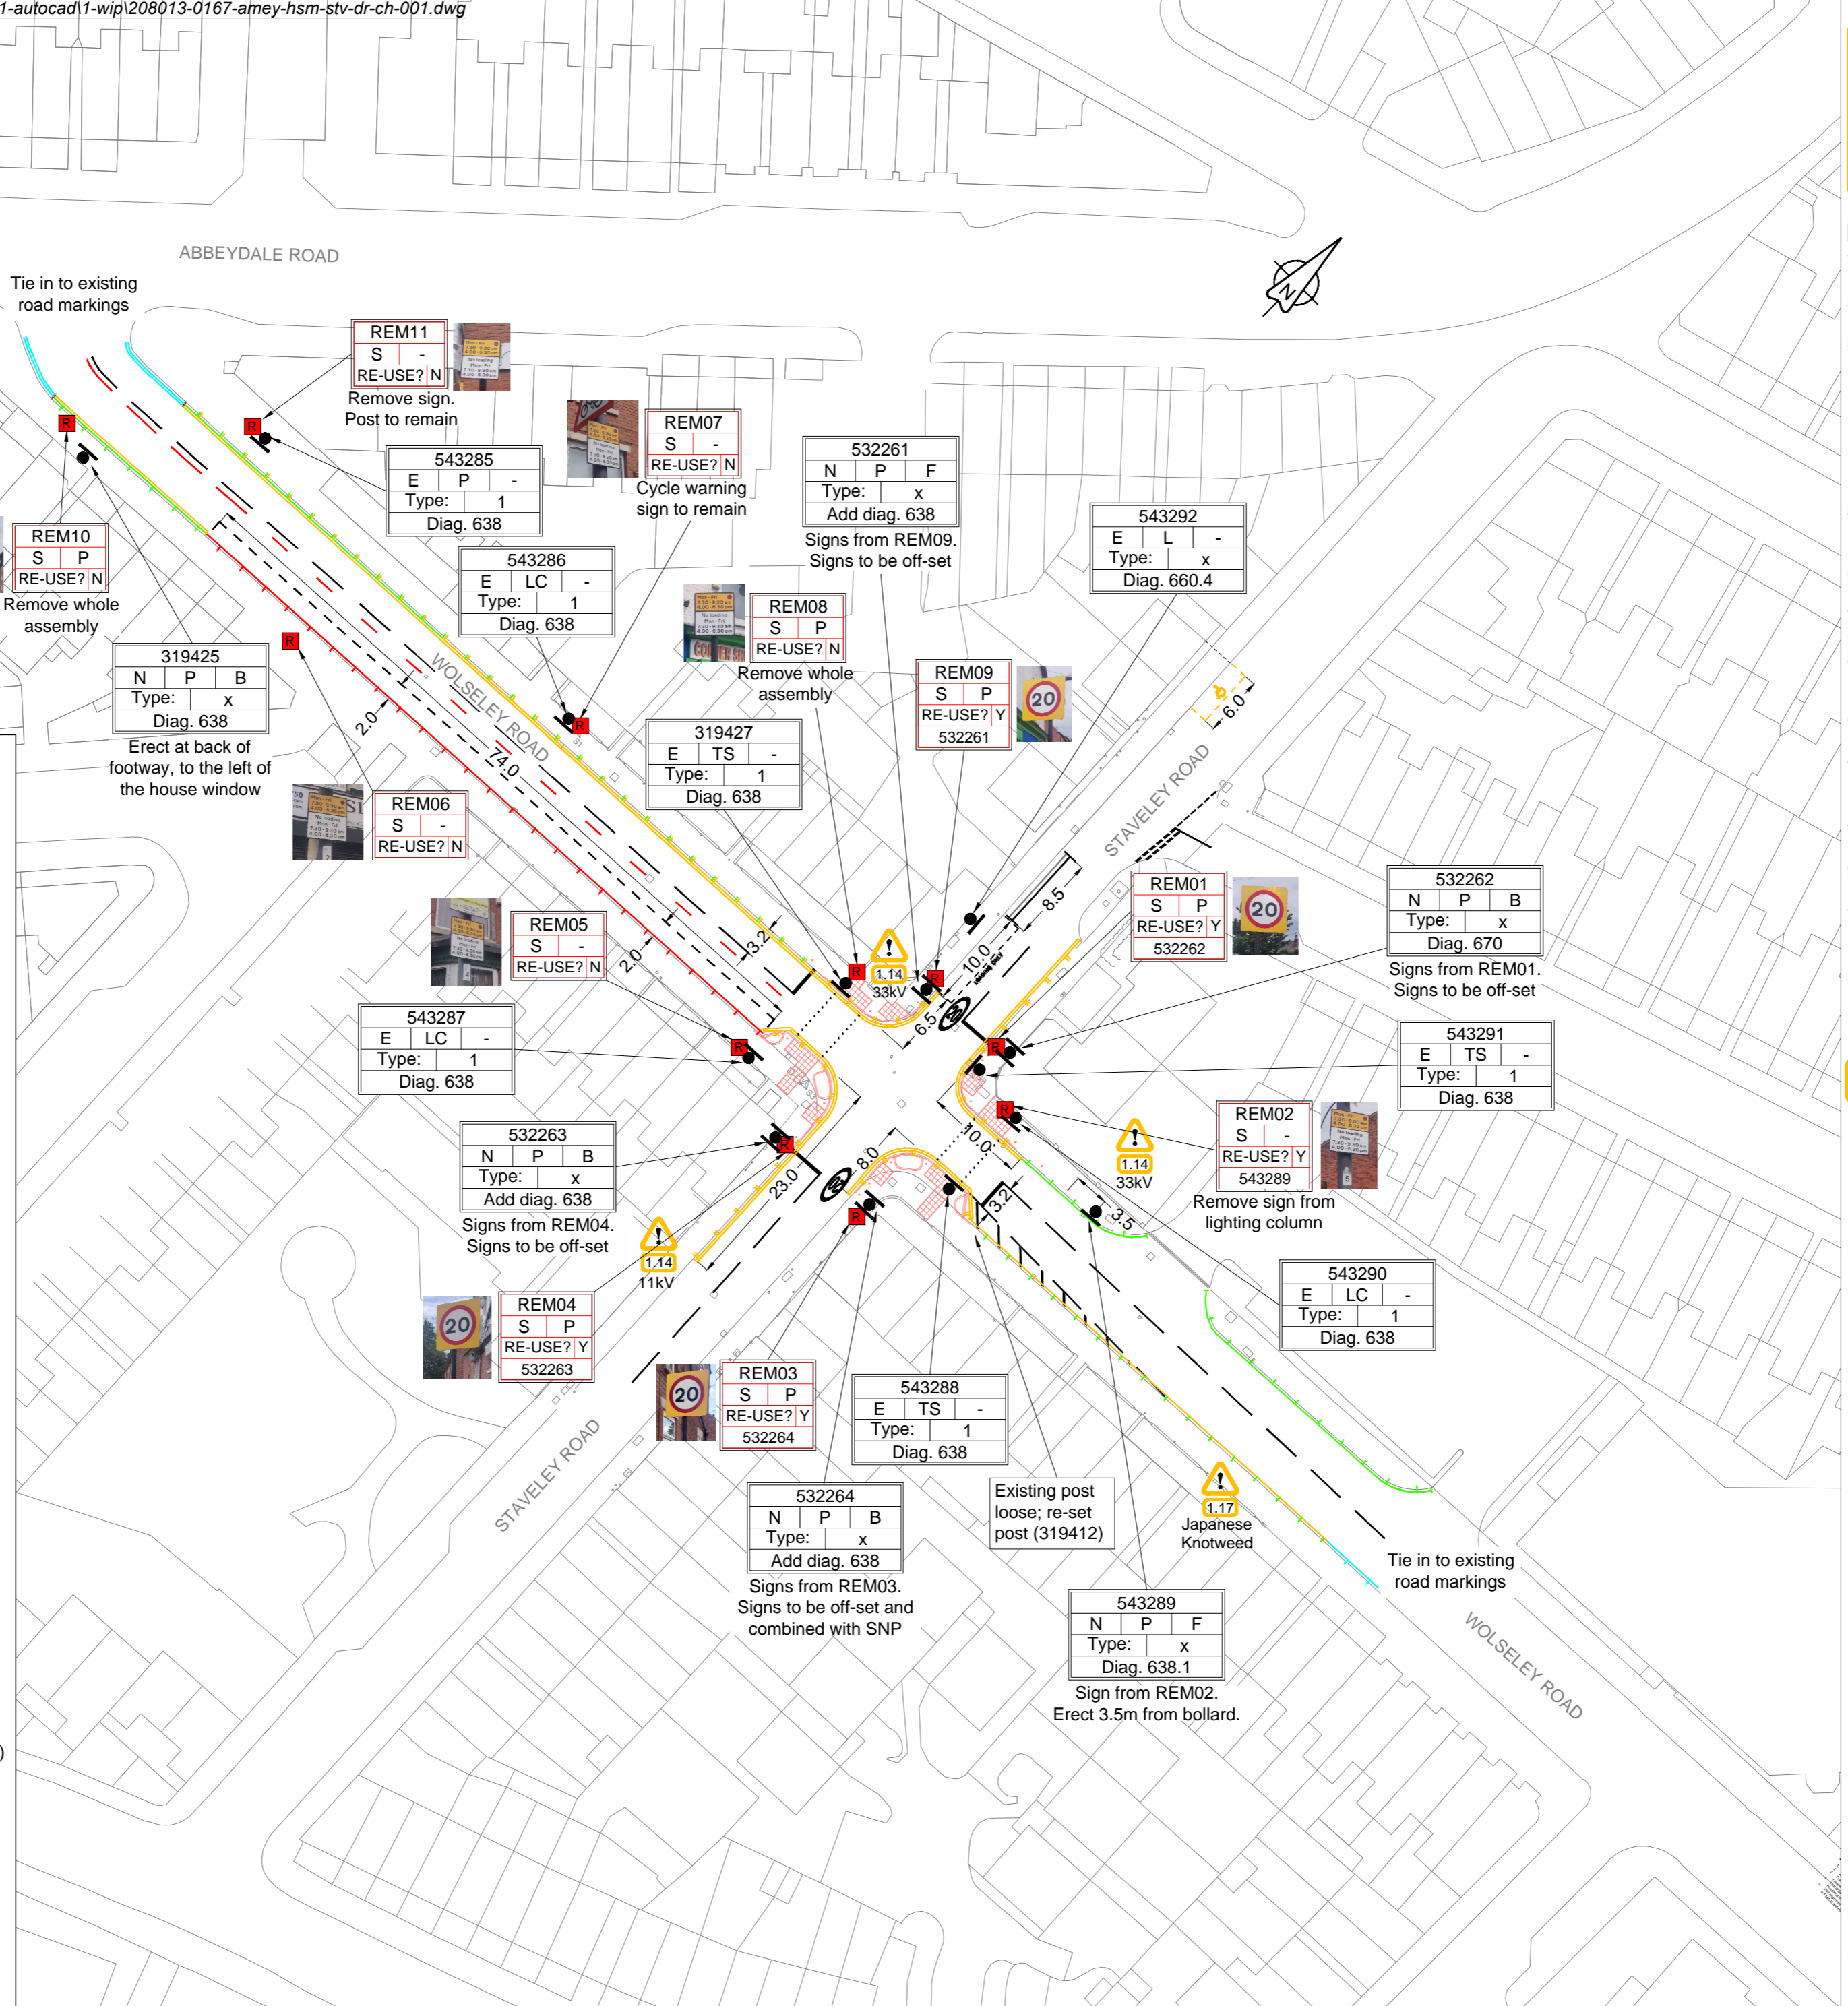 1-autocad\1-wip\208013-0167-amey-hsm-stv-dr-ch-001.dwg
ABBEYDALE ROAD
N
Tie in to existing
road markings
REM11
S -
RE-USE? N
Remove sign.
Post to remain
543285
E P -
Type: 1
Diag. 638
REM07
S -
RE-USE? N
Cycle warning
sign to remain
532261
N P F
Type: x
Add diag. 638
Signs from REM09.
Signs to be off-set
543292
E L -
Type: x
Diag. 660.4
REM10
S P
RE-USE? N
Remove whole
assembly
543286
E LC -
Type: 1
Diag. 638
REM08
S P
RE-USE? N
Remove whole
assembly
319425
N P B
Type: x
Diag. 638
Erect at back of
footway, to the left of
the house window
REM09
S P
RE-USE? Y
532261
20
6.0
319427
E TS -
Type: 1
Diag. 638
WOLSELEY ROAD
S1
2.0
74.0
STAVELEY ROAD
REM06
S -
RE-USE? N
REM05
S -
RE-USE? N
2.0
3.2
1.14
33kV
10.0
8.5
6.5
20
REM01
S P
RE-USE? Y
532262
20
532262
N P B
Type: x
Diag. 670
Signs from REM01.
Signs to be off-set
543287
E LC -
Type: 1
Diag. 638
543291
E TS -
Type: 1
Diag. 638
532263
N P B
Type: x
Add diag. 638
Signs from REM04.
Signs to be off-set
10.0
8.0
23.0
20
3.2
3.5
1.14
33kV
REM02
S -
RE-USE? Y
543289
Remove sign from
lighting column
1.14
11kV
543290
E LC -
Type: 1
Diag. 638
20
REM04
S P
RE-USE? Y
532263
20
REM03
S P
RE-USE? Y
532264
543288
E TS -
Type: 1
Diag. 638
STAVELEY ROAD
532264
N P B
Type: x
Add diag. 638
Signs from REM03.
Signs to be off-set and
combined with SNP
Existing post
loose; re-set
post (319412)
1.17
Japanese
Knotweed
Tie in to existing
road markings
543289
N P F
Type: x
Diag. 638.1
Sign from REM02.
Erect 3.5m from bollard.
WOLSELEY ROAD
)
R
R
R
R
R
R
R
R
R
R
R